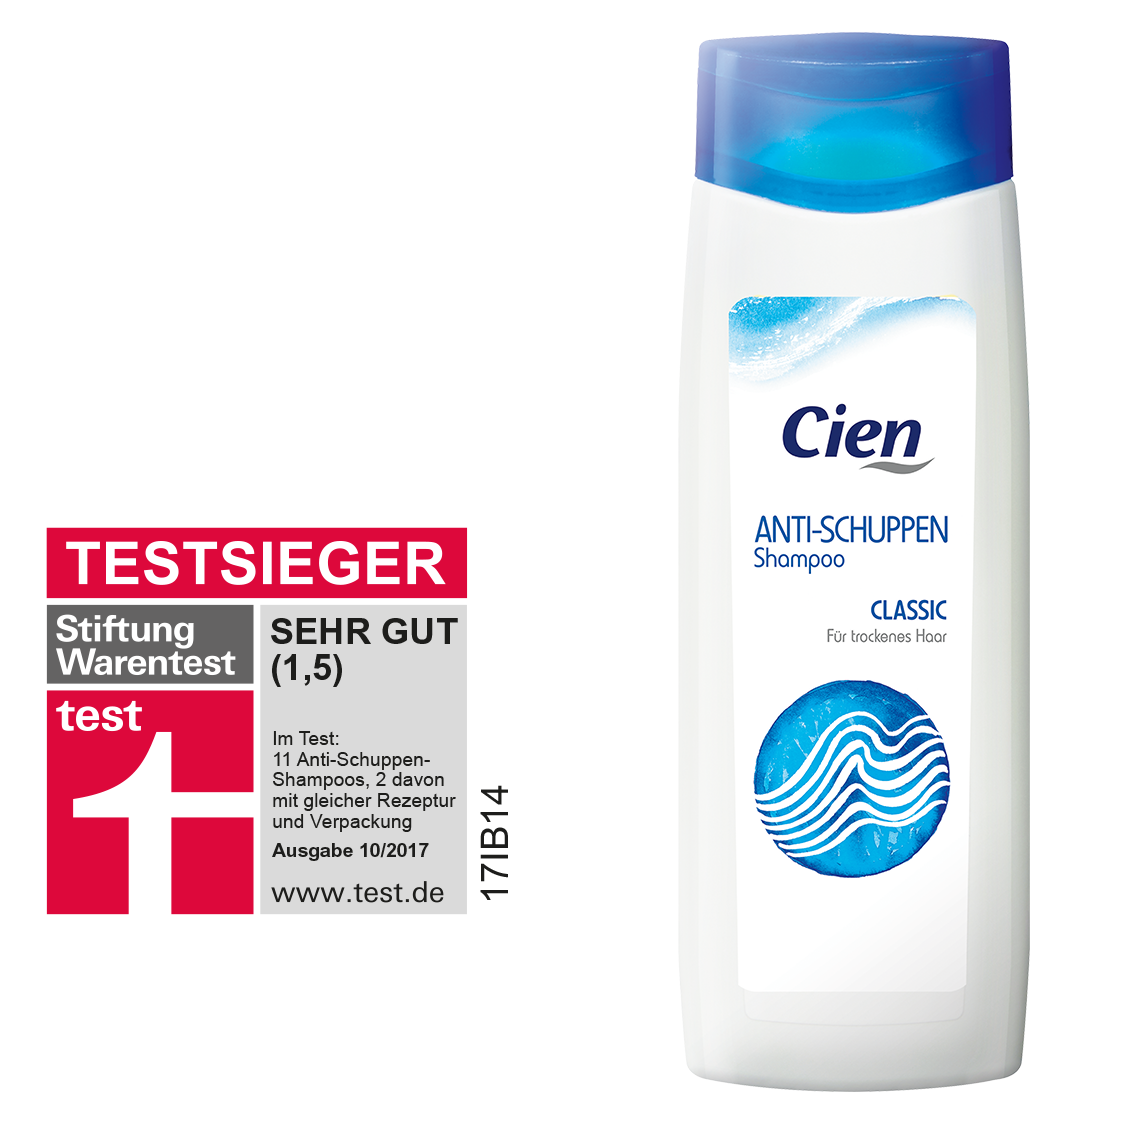 TESTSIEGER
Stiftung
Warentest
test
SEHR GUT
(1,5)
Im Test:
11 Anti-Schuppen-
Shampoos, 2 davon
mit gleicher Rezeptur
und Verpackung
Ausgabe 10/2017
www.test.de
17IB14
Cien
ANTI-SCHUPPEN
Shampoo
CLASSIC
Für trockenes Haar